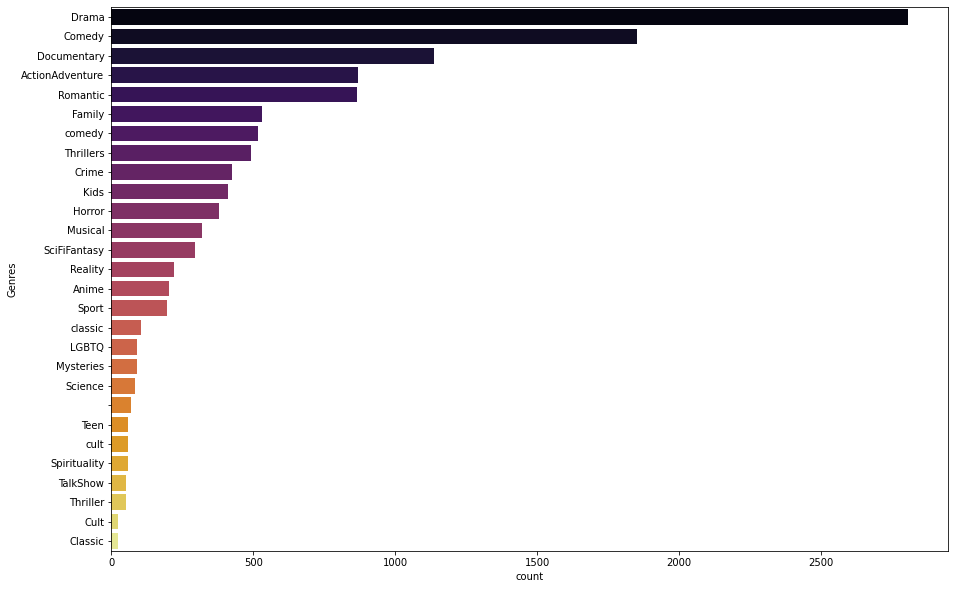 Drama
Comedy
Documentary
ActionAdventure
Romantic
Family
comedy
Thrillers
Crime
Kids
Horror
Musical
SciFiFantasy
Reality
Anime
Sport
classic
LGBTQ
Mysteries
Science
Teen
cult
Spirituality
TalkShow
Thriller
Cult
Classic
Genres
0 500 1000 1500 2000 2500
count